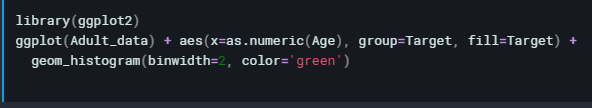 library(ggplot2)
ggplot(Adult_data) + aes(x=as.numeric(Age), group=Target, fill=Target) +
  geom_histogram(binwidth=2, color='green')